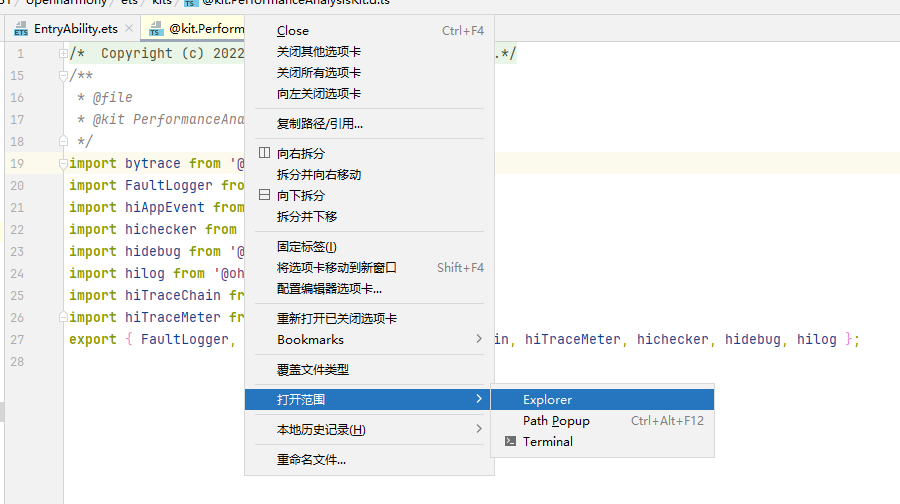 openharmony / ets / kits / @kit.PerformanceAnalysisKit.d.ts
EntryAbility.ets
@kit.Perform
1 /* Copyright (c) 2022 .*/
15 /**
16 * @file
17 * @kit PerformanceAna
18 */
19 import bytrace from '@
20 import FaultLogger fro
21 import hiAppEvent from
22 import hichecker from
23 import hidebug from '@
24 import hilog from '@oh
25 import hiTraceChain fr
26 import hiTraceMeter fr
27 export { FaultLogger, in, hiTraceMeter, hichecker, hidebug, hilog };
28
Close Ctrl+F4
关闭其他选项卡
关闭所有选项卡
向左关闭选项卡
复制路径/引用...
向右拆分
拆分并向右移动
向下拆分
拆分并下移
固定标签(I)
将选项卡移动到新窗口 Shift+F4
配置编辑器选项卡...
重新打开已关闭选项卡
Bookmarks
覆盖文件类型
打开范围
本地历史记录(H)
重命名文件...
Explorer
Path Popup Ctrl+Alt+F12
Terminal